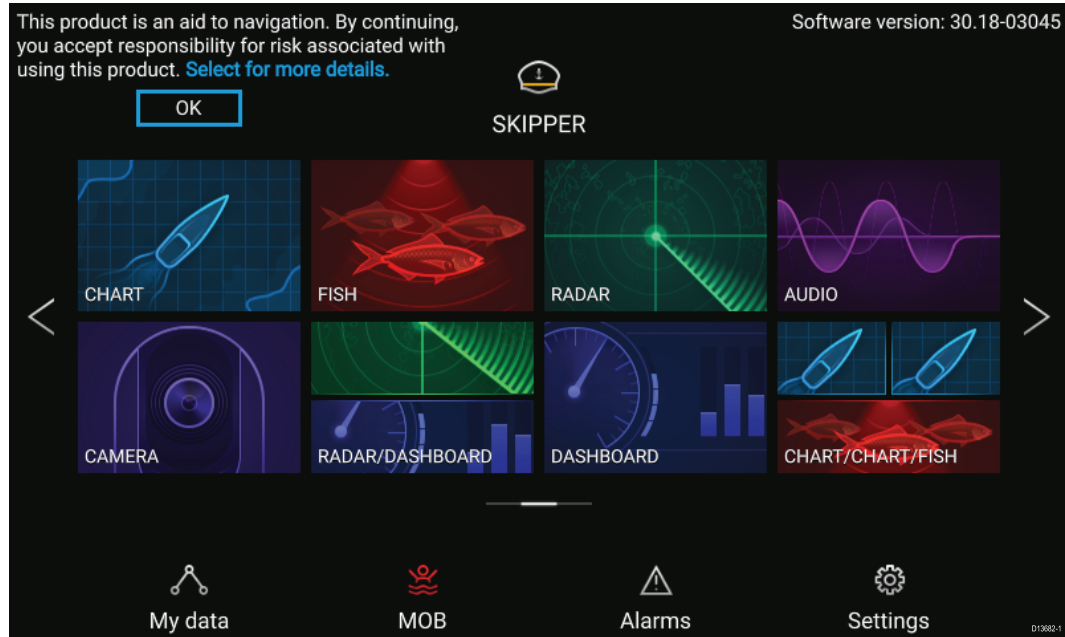 This product is an aid to navigation. By continuing,
you accept responsibility for risk associated with
using this product. Select for more details.
OK
Software version: 30.18-03045
SKIPPER
CHART
FISH
RADAR
AUDIO
CAMERA
RADAR/DASHBOARD
DASHBOARD
CHART/CHART/FISH
My data
MOB
Alarms
Settings
D13682-1